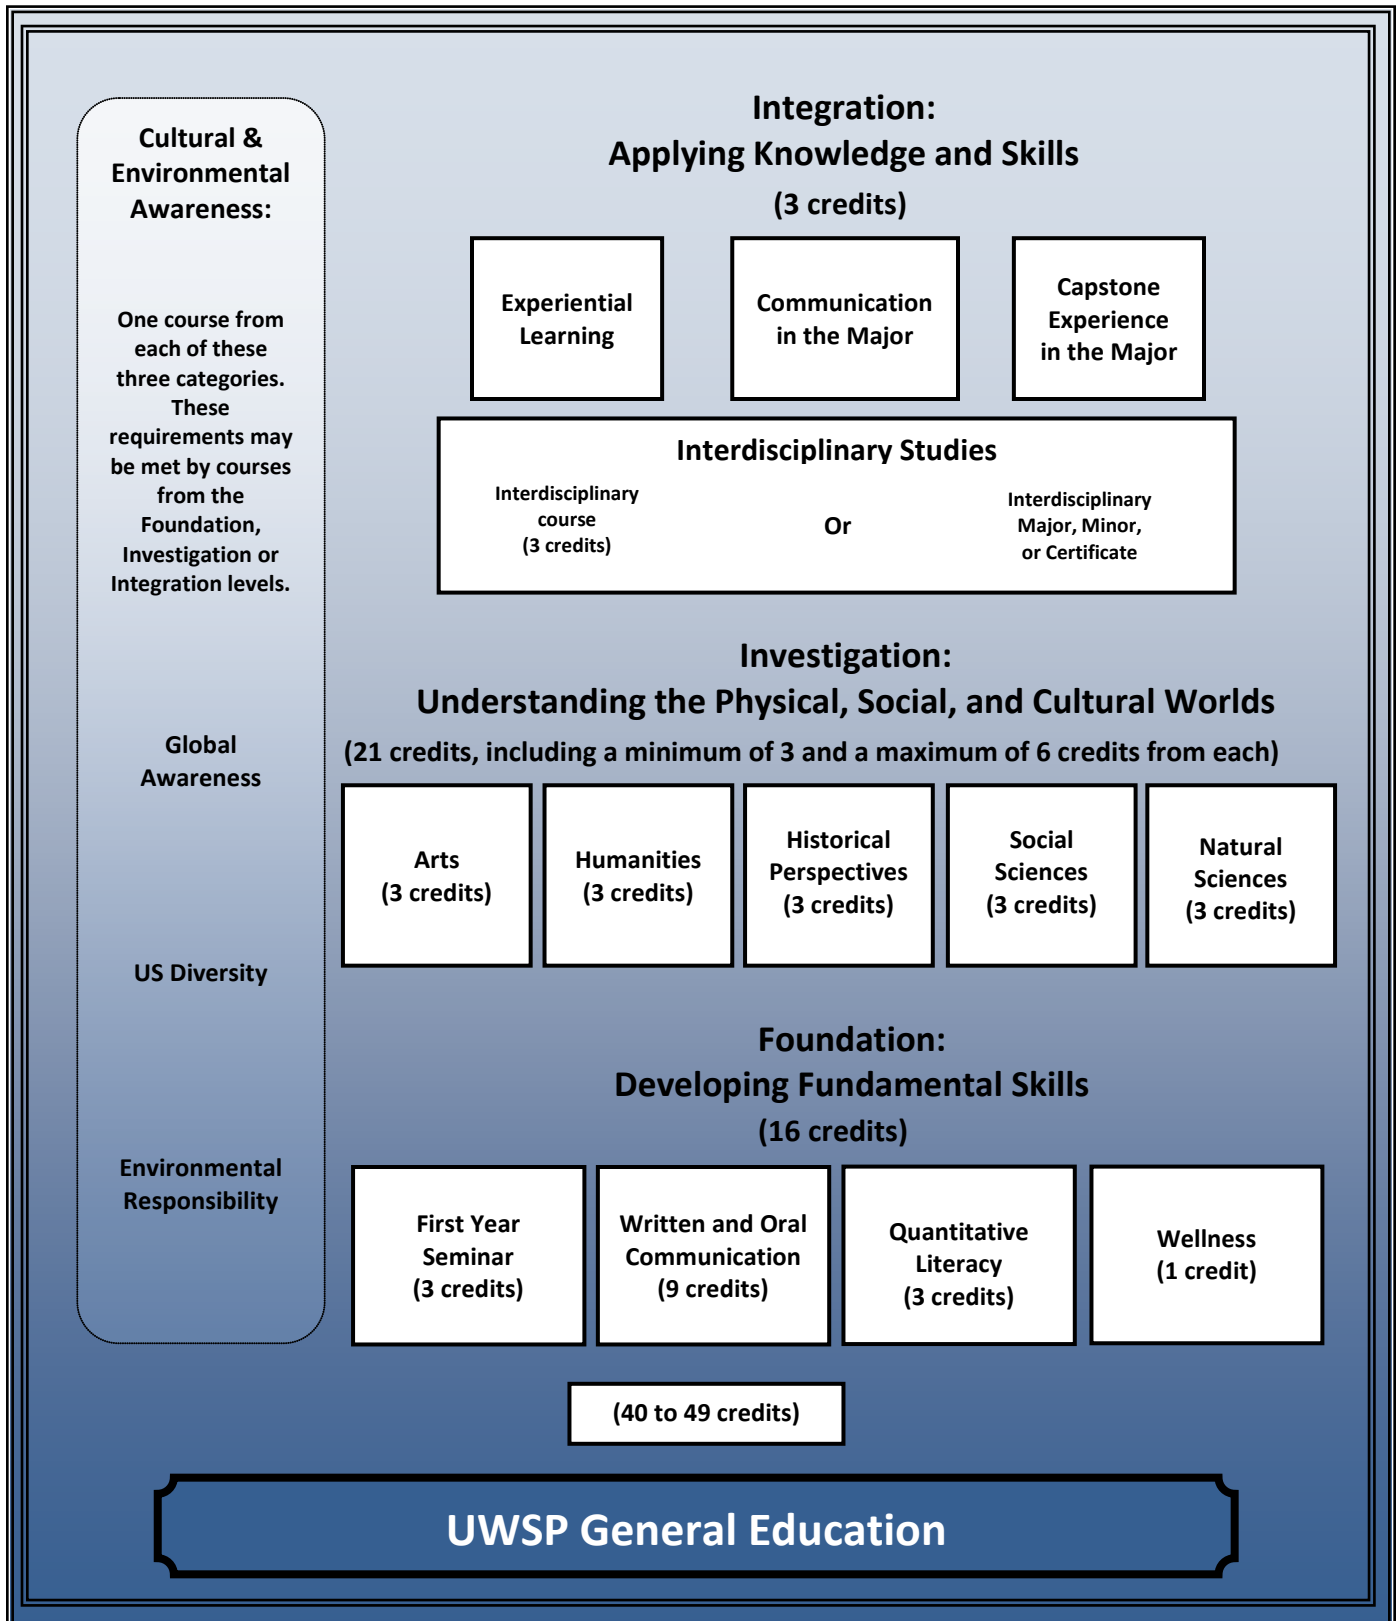 Cultural &
Environmental
Awareness:
One course from
each of these
three categories.
These
requirements may
be met by courses
from the
Foundation,
Investigation or
Integration levels.
Global
Awareness
US Diversity
Environmental
Responsibility
Integration:
Applying Knowledge and Skills
(3 credits)
Experiential
Learning
Communication
in the Major
Capstone
Experience
in the Major
Interdisciplinary Studies
Interdisciplinary
course
(3 credits)
Or
Interdisciplinary
Major, Minor,
or Certificate
Investigation:
Understanding the Physical, Social, and Cultural Worlds
(21 credits, including a minimum of 3 and a maximum of 6 credits from each)
Arts
(3 credits)
Humanities
(3 credits)
Historical
Perspectives
(3 credits)
Social
Sciences
(3 credits)
Natural
Sciences
(3 credits)
Foundation:
Developing Fundamental Skills
(16 credits)
First Year
Seminar
(3 credits)
Written and Oral
Communication
(9 credits)
Quantitative
Literacy
(3 credits)
Wellness
(1 credit)
(40 to 49 credits)
UWSP General Education